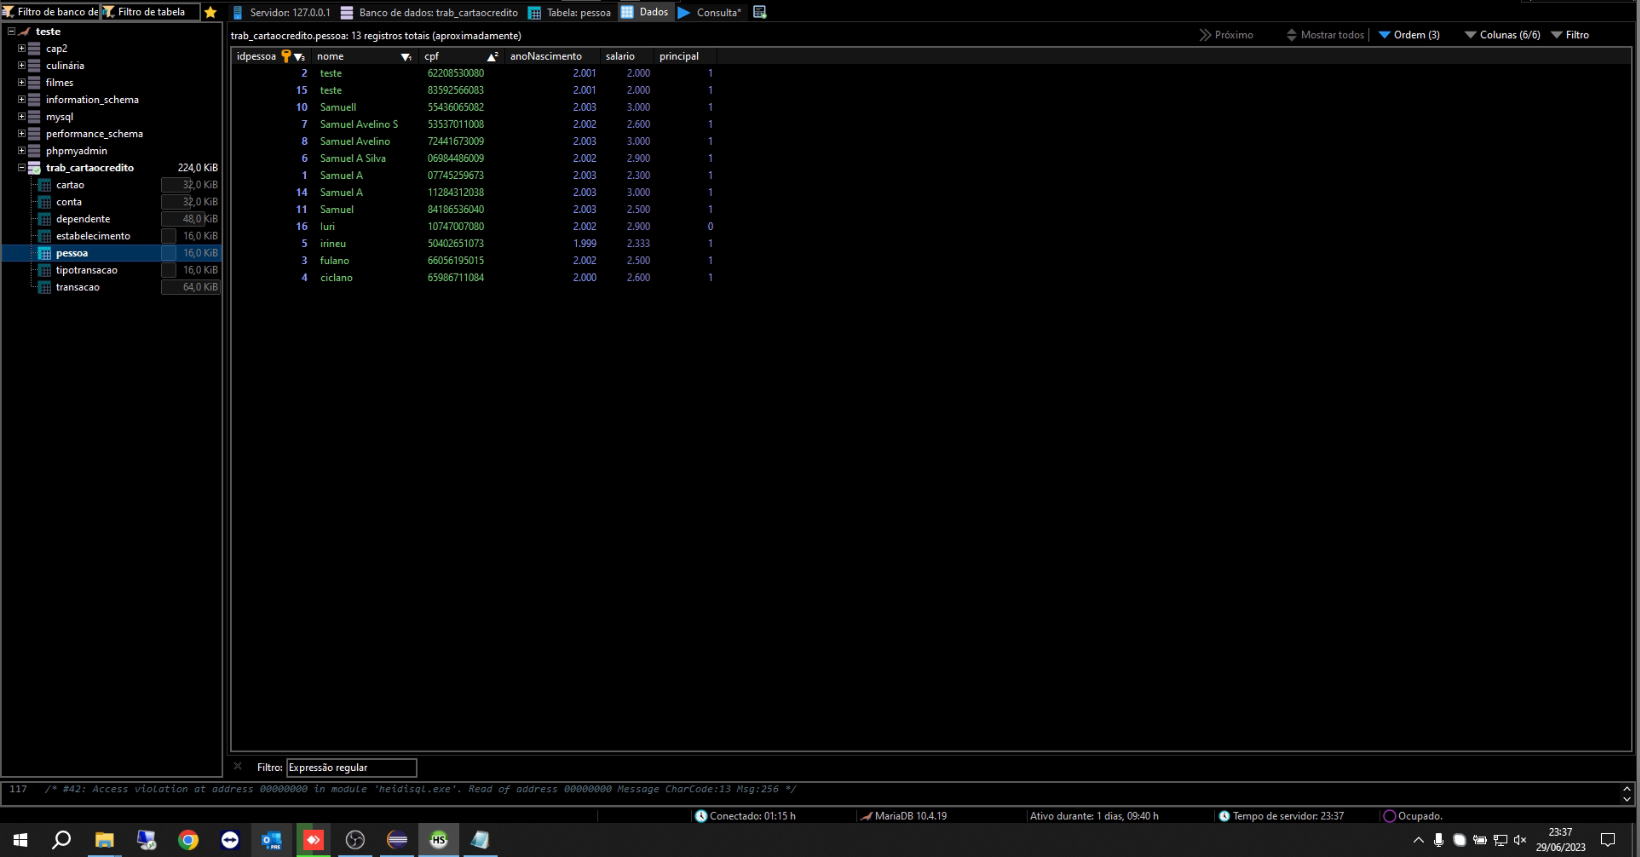 Filtro de banco de Filtro de tabela Servidor: 127.0.0.1 Banco de dados: trab_cartaocredito Tabela: pessoa Dados Consulta*
teste
cap2
culinária
filmes
information_schema
mysql
performance_schema
phpmyadmin
trab_cartaocredito 224,0 KiB
cartao 32,0 KiB
conta 32,0 KiB
dependente 48,0 KiB
estabelecimento 16,0 KiB
pessoa 16,0 KiB
tipotransacao 16,0 KiB
transacao 64,0 KiB
trab_cartaocredito.pessoa: 13 registros totais (aproximadamente) Próximo Mostrar todos Ordem (3) Colunas (6/6) Filtro
idpessoa 3 nome 1 cpf 2 anoNascimento salario principal
2 teste 62208530080 2.001 2.000 1
15 teste 83592566083 2.001 2.000 1
10 Samuell 55436065082 2.003 3.000 1
7 Samuel Avelino S 53537011008 2.002 2.600 1
8 Samuel Avelino 72441673009 2.003 3.000 1
6 Samuel A Silva 06984486009 2.002 2.900 1
1 Samuel A 07745259673 2.003 2.300 1
14 Samuel A 11284312038 2.003 3.000 1
11 Samuel 84186536040 2.003 2.500 1
16 Iuri 10747007080 2.002 2.900 0
5 irineu 50402651073 1.999 2.333 1
3 fulano 66056195015 2.002 2.500 1
4 ciclano 65986711084 2.000 2.600 1
Filtro: Expressão regular
117 /* #42: Access violation at address 00000000 in module 'heidisql.exe'. Read of address 00000000 Message CharCode:13 Msg:256 */
Conectado: 01:15 h MariaDB 10.4.19 Ativo durante: 1 dias, 09:40 h Tempo de servidor: 23:37 Ocupado.
HS
23:37
29/06/2023